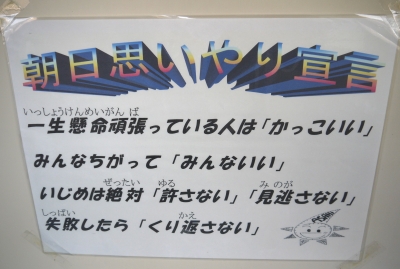 朝日思いやり宣言
いっしょうけんめいがんば
一生懸命頑張っている人は「かっこいい」
みんなちがって「みんないい」
ぜったい ゆる みのが
いじめは絶対「許さない」「見逃さない」
しっぱい かえ
失敗したら「くり返さない」